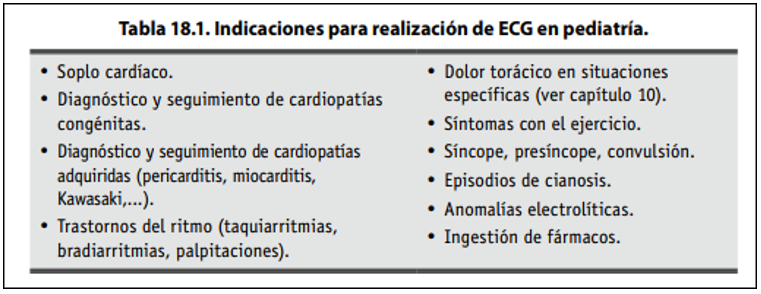 Tabla 18.1. Indicaciones para realización de ECG en pediatría.
• Soplo cardíaco.
• Diagnóstico y seguimiento de cardiopatías
congénitas.
• Diagnóstico y seguimiento de cardiopatías
adquiridas (pericarditis, miocarditis,
Kawasaki,...).
• Trastornos del ritmo (taquiarritmias,
bradiarritmias, palpitaciones).
• Dolor torácico en situaciones
específicas (ver capítulo 10).
• Síntomas con el ejercicio.
• Síncope, presíncope, convulsión.
• Episodios de cianosis.
• Anomalías electrolíticas.
• Ingestión de fármacos.